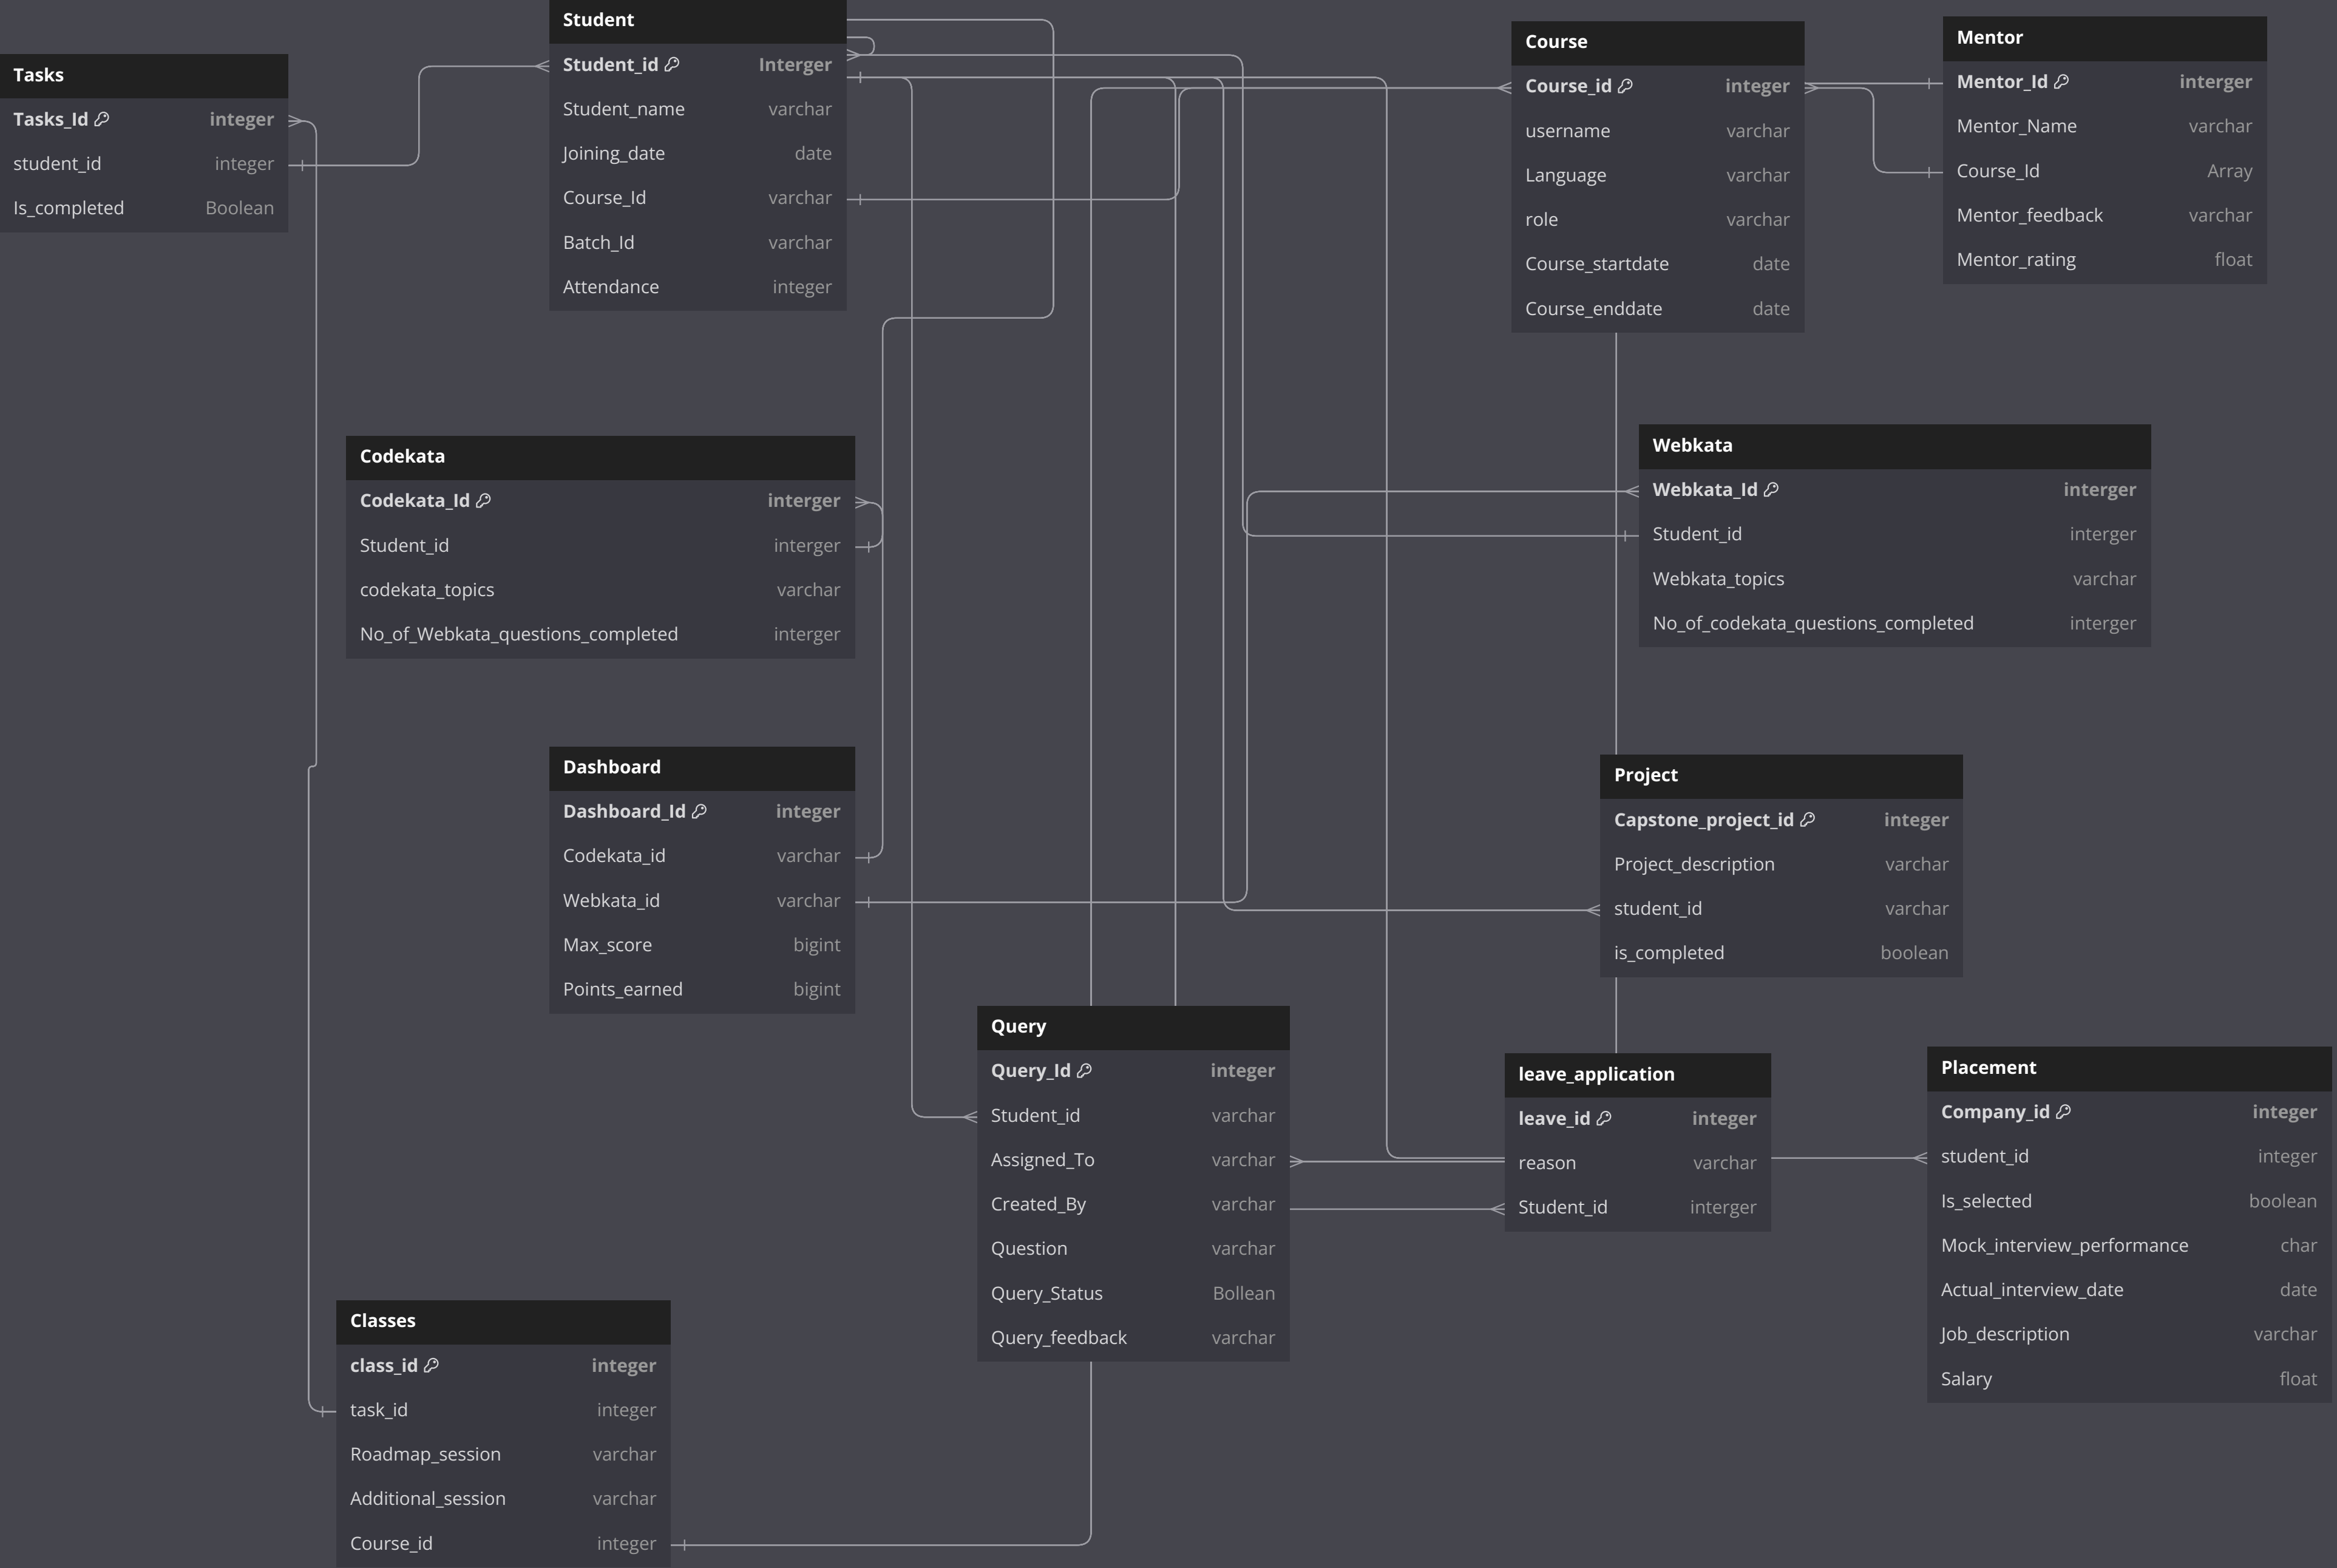 Student
Student_id Interger
Student_name varchar
Joining_date date
Course_Id varchar
Batch_Id varchar
Attendance integer
Course
Course_id integer
username varchar
Language varchar
role varchar
Course_startdate date
Course_enddate date
Mentor
Mentor_Id interger
Mentor_Name varchar
Course_Id Array
Mentor_feedback varchar
Mentor_rating float
Tasks
Tasks_Id integer
student_id integer
Is_completed Boolean
Codekata
Codekata_Id interger
Student_id interger
codekata_topics varchar
No_of_Webkata_questions_completed interger
Webkata
Webkata_Id interger
Student_id interger
Webkata_topics varchar
No_of_codekata_questions_completed interger
Dashboard
Dashboard_Id integer
Codekata_id varchar
Webkata_id varchar
Max_score bigint
Points_earned bigint
Project
Capstone_project_id integer
Project_description varchar
student_id varchar
is_completed boolean
Query
Query_Id integer
Student_id varchar
Assigned_To varchar
Created_By varchar
Question varchar
Query_Status Bollean
Query_feedback varchar
leave_application
leave_id integer
reason varchar
Student_id interger
Placement
Company_id integer
student_id integer
Is_selected boolean
Mock_interview_performance char
Actual_interview_date date
Job_description varchar
Salary float
Classes
class_id integer
task_id integer
Roadmap_session varchar
Additional_session varchar
Course_id integer